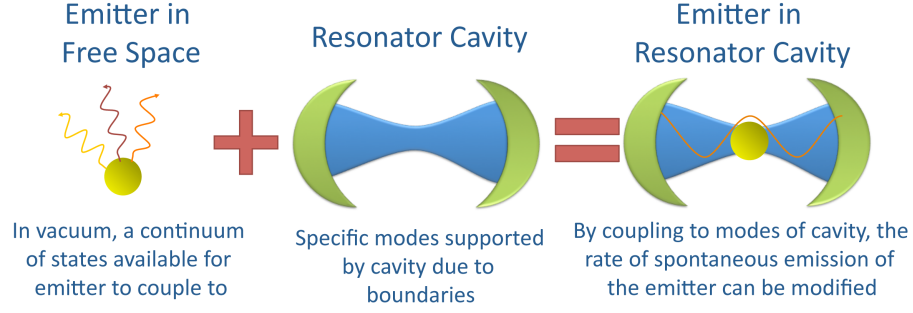 Emitter in
Free Space
Resonator Cavity
Emitter in
Resonator Cavity
In vacuum, a continuum
of states available for
emitter to couple to
Specific modes supported
by cavity due to
boundaries
By coupling to modes of cavity, the
rate of spontaneous emission of
the emitter can be modified